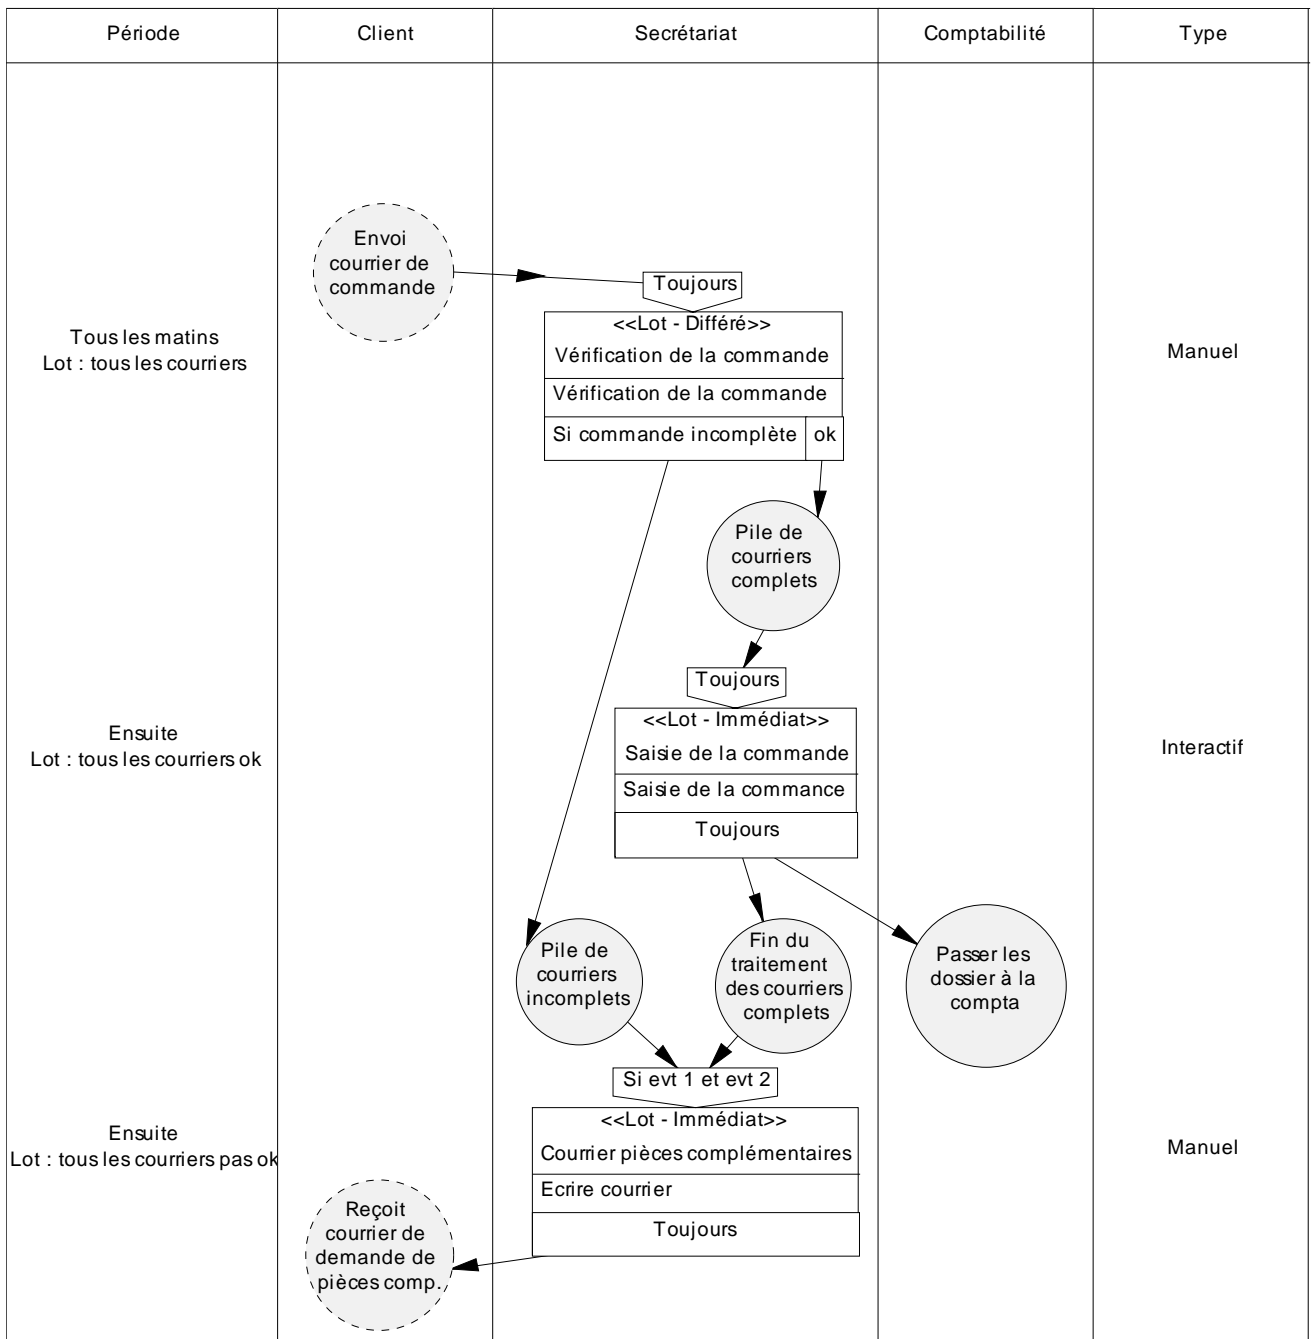 Période
Client
Secrétariat
Comptabilité
Type
Envoi
courrier de
commande
Toujours
<<Lot - Différé>>
Tous les matins
Lot : tous les courriers
Vérification de la commande
Manuel
Vérification de la commande
Si commande incomplète
ok
Pile de
courriers
complets
Toujours
<<Lot - Immédiat>>
Ensuite
Lot : tous les courriers ok
Saisie de la commande
Interactif
Saisie de la commance
Toujours
Pile de
courriers
incomplets
Fin du
traitement
des courriers
complets
Passer les
dossier à la
compta
Si evt 1 et evt 2
<<Lot - Immédiat>>
Ensuite
Lot : tous les courriers pas ok
Courrier pièces complémentaires
Manuel
Ecrire courrier
Toujours
Reçoit
courrier de
demande de
pièces comp.